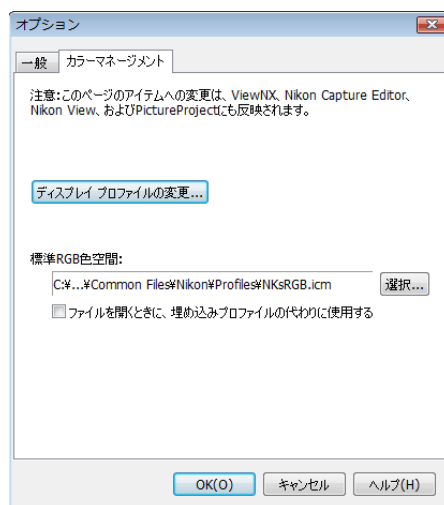 オプション
一般 カラーマネージメント
注意:このページのアイテムへの変更は、ViewNX、Nikon Capture Editor、
Nikon View、およびPictureProjectにも反映されます。
ディスプレイ プロファイルの変更...
標準RGB色空間:
C:¥...¥Common Files¥Nikon¥Profiles¥NKsRGB.icm 選択...
ファイルを開くときに、埋め込みプロファイルの代わりに使用する
OK(O) キャンセル ヘルプ(H)